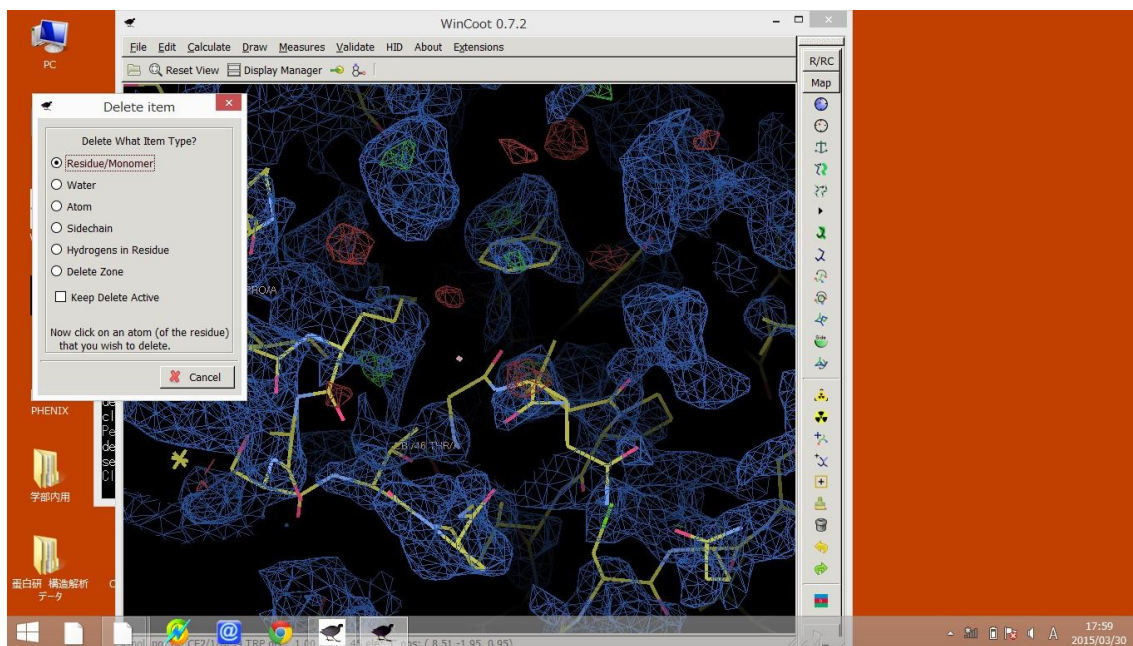 PC
WinCoot 0.7.2
File Edit Calculate Draw Measures Validate HID About Extensions
Reset View Display Manager
R/RC
Map
Delete item
Delete What Item Type?
Residue/Monomer
Water
Atom
Sidechain
Hydrogens in Residue
Delete Zone
Keep Delete Active
Now click on an atom (of the residue)
that you wish to delete.
Cancel
PRO/A
Side
PHENIX
学部内用
蛋白研 構造解析
データ
A
17:59
2015/03/30